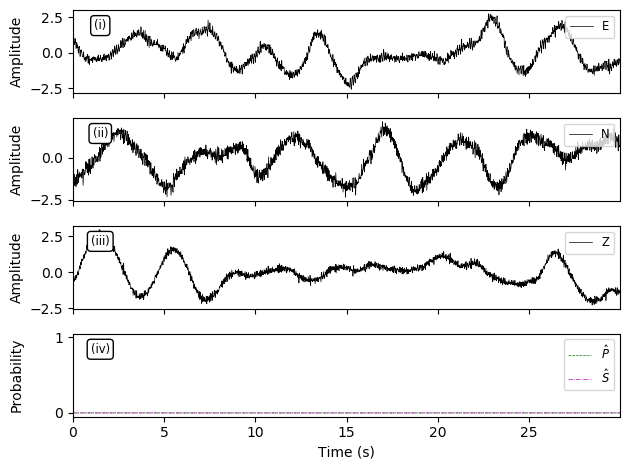 (i)
E
2.5
0.0
−2.5
Amplitude
(ii)
N
0.0
−2.5
Amplitude
(iii)
Z
2.5
0.0
−2.5
Amplitude
(iv)
P̂
Ŝ
1
0
Probability
0 5 10 15 20 25
Time (s)